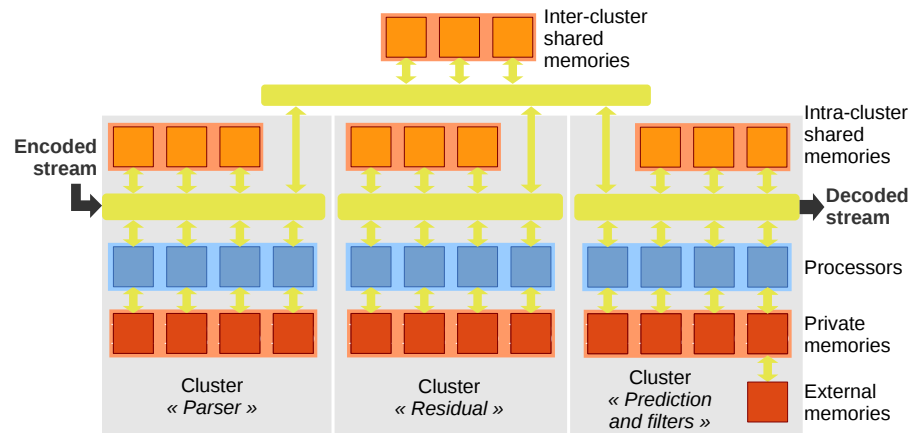 Inter-cluster
shared
memories
Intra-cluster
shared
memories
Encoded
stream
Decoded
stream
Processors
Private
memories
External
memories
Cluster
« Parser »
Cluster
« Residual »
Cluster
« Prediction
and filters »